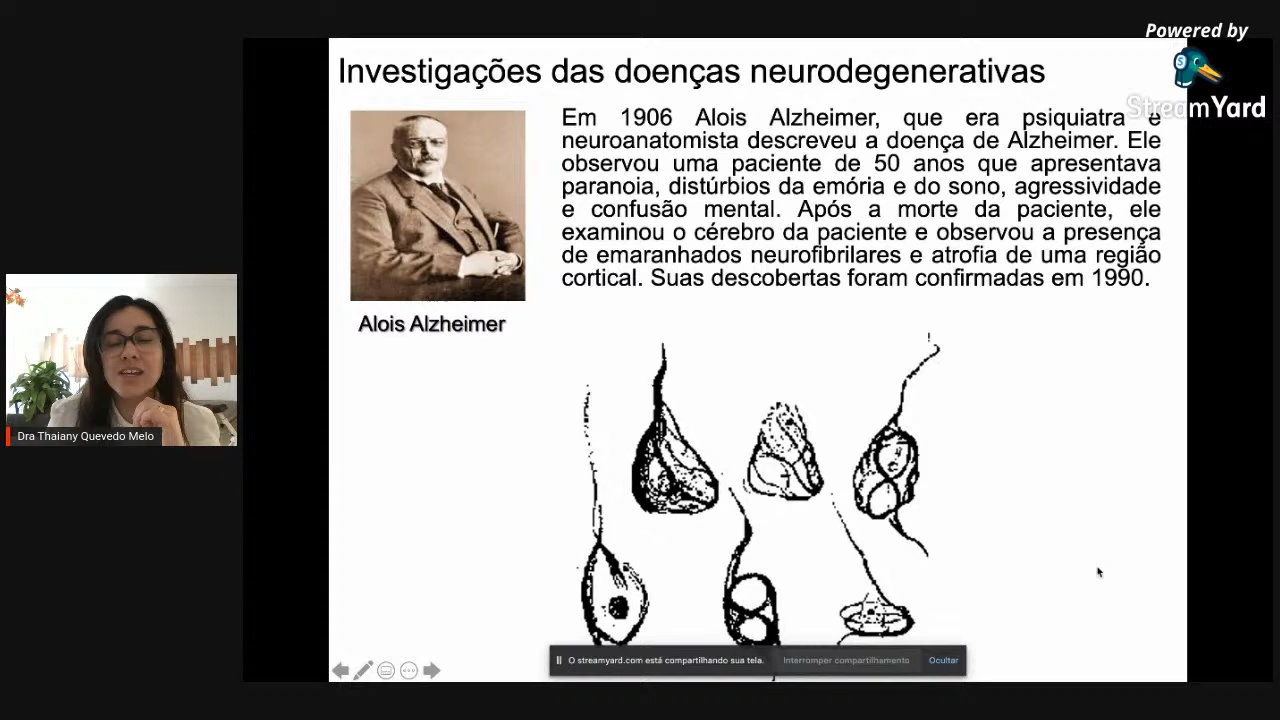 Powered by
StreamYard
Investigações das doenças neurodegenerativas
Em 1906 Alois Alzheimer, que era psiquiatra e
neuroanatomista descreveu a doença de Alzheimer. Ele
observou uma paciente de 50 anos que apresentava
paranoia, distúrbios da emória e do sono, agressividade
e confusão mental. Após a morte da paciente, ele
examinou o cérebro da paciente e observou a presença
de emaranhados neurofibrilares e atrofia de uma região
cortical. Suas descobertas foram confirmadas em 1990.
Alois Alzheimer
Dra Thaiany Quevedo Melo
O streamyard.com está compartilhando sua tela. Interromper compartilhamento Ocultar